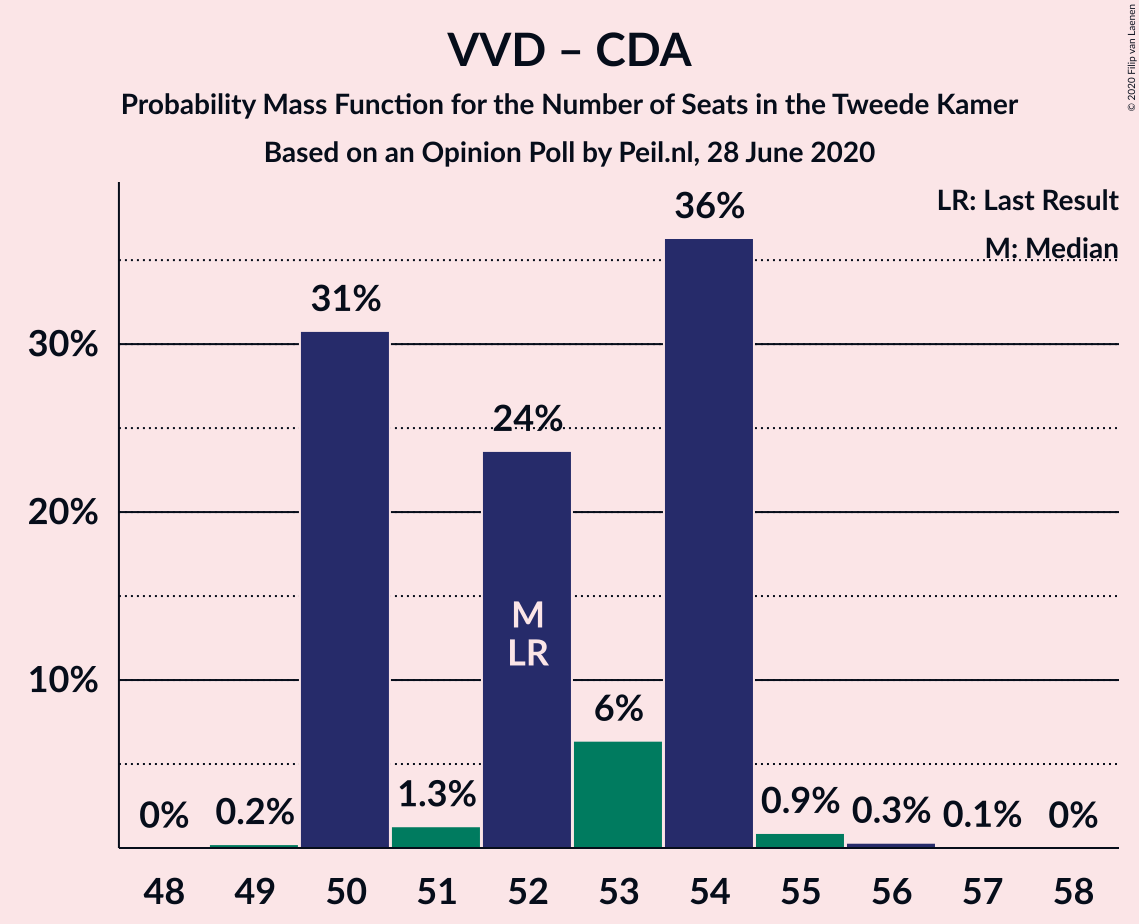 VVD – CDA
Probability Mass Function for the Number of Seats in the Tweede Kamer
Based on an Opinion Poll by Peil.nl, 28 June 2020
© 2020 Filip van Laenen
LR: Last Result
M: Median
36%
31%
30%
24%
20%
M
LR
10%
6%
1.3%
0.9%
0.3%
0.2%
0.1%
0%
0%
48 49 50 51 52 53 54 55 56 57 58